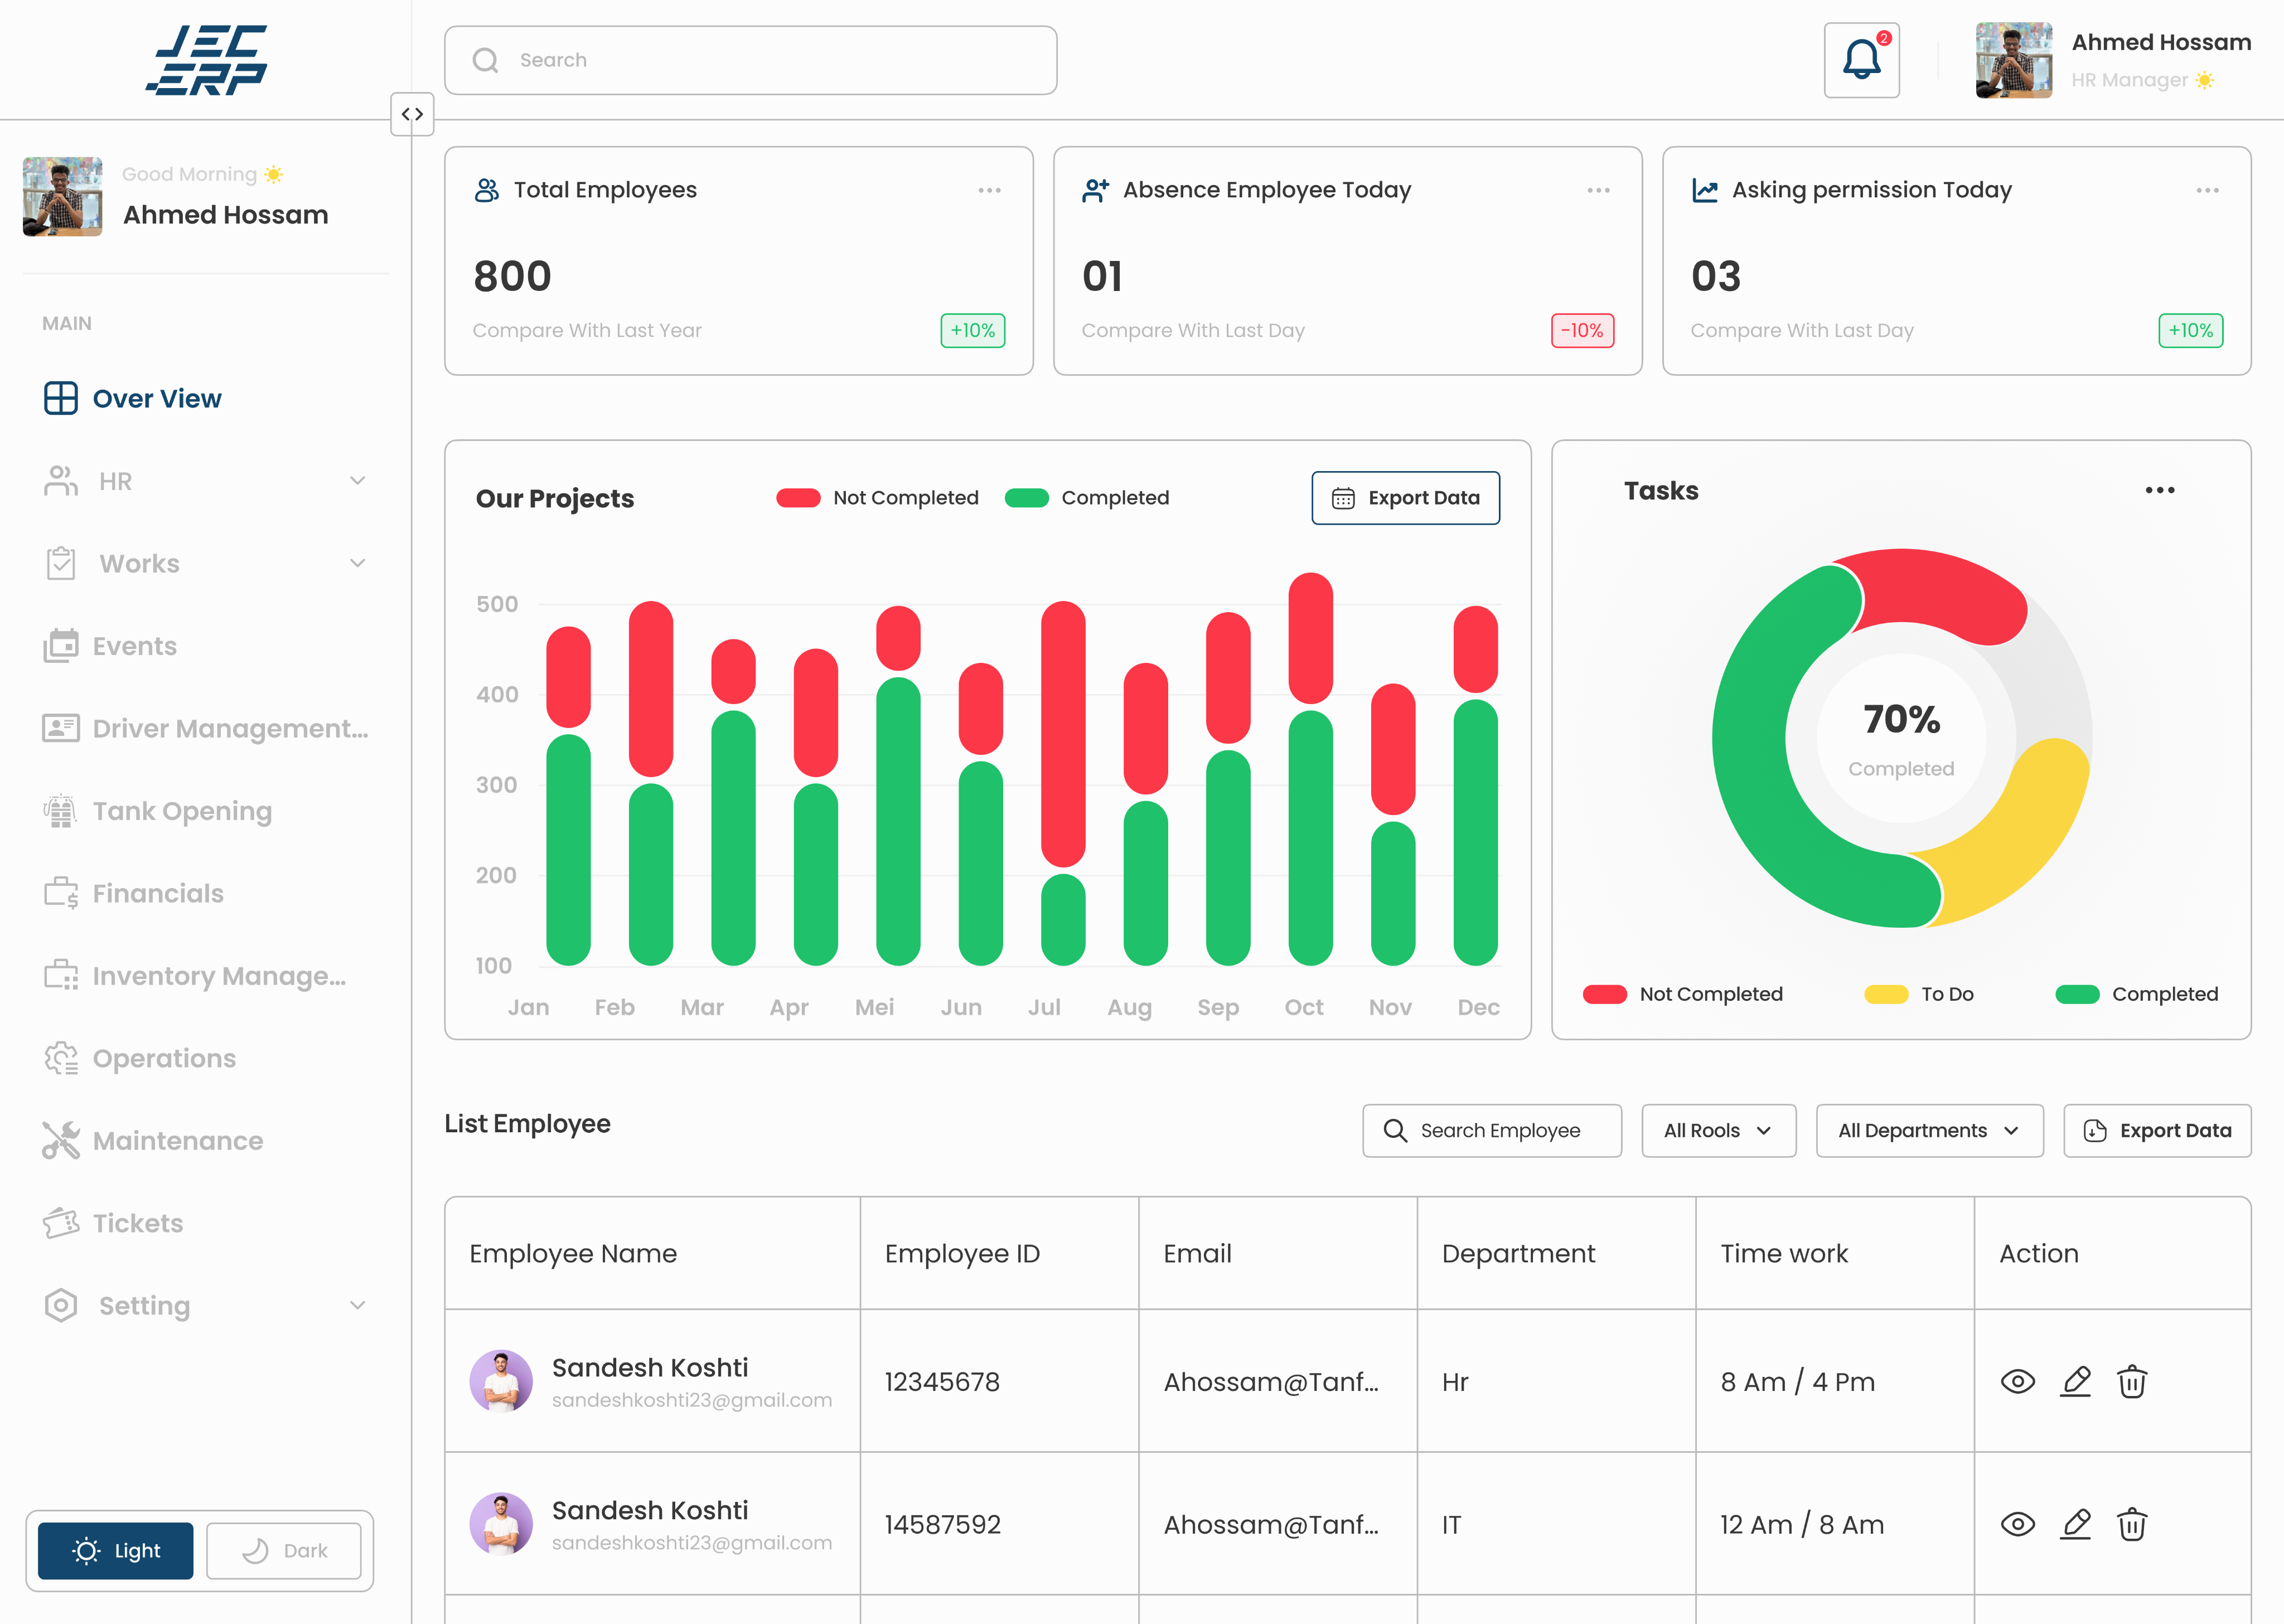 JEC
ERP
Search
2
Ahmed Hossam
HR Manager
Good Morning
Ahmed Hossam
MAIN
Over View
HR
Works
Events
Driver Management...
Tank Opening
Financials
Inventory Manage...
Operations
Maintenance
Tickets
Setting
Light
Dark
Total Employees
800
Compare With Last Year
+10%
Absence Employee Today
01
Compare With Last Day
-10%
Asking permission Today
03
Compare With Last Day
+10%
Our Projects
Not Completed
Completed
Export Data
500
400
300
200
100
Jan Feb Mar Apr Mei Jun Jul Aug Sep Oct Nov Dec
Tasks
70%
Completed
Not Completed
To Do
Completed
List Employee
Search Employee
All Rools
All Departments
Export Data
Employee Name Employee ID Email Department Time work Action
Sandesh Koshti
sandeshkoshti23@gmail.com
12345678 Ahossam@Tanf... Hr 8 Am / 4 Pm
Sandesh Koshti
sandeshkoshti23@gmail.com
14587592 Ahossam@Tanf... IT 12 Am / 8 Am